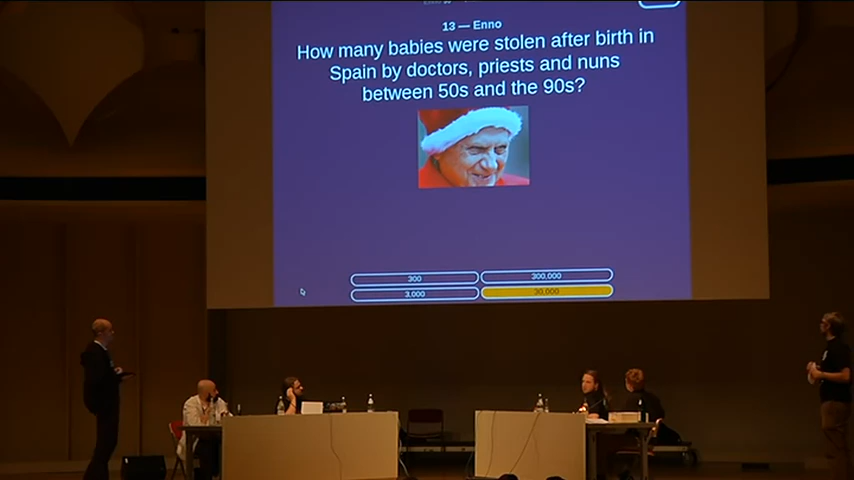 13 — Enno
How many babies were stolen after birth in
Spain by doctors, priests and nuns
between 50s and the 90s?
300
300,000
3,000
30,000